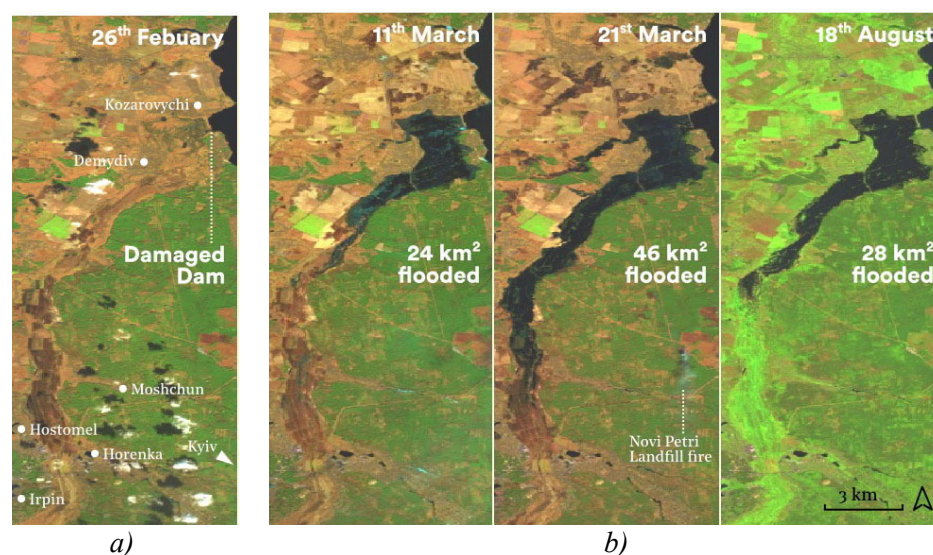 26th Febuary
Kozarovychi
Demydiv
Damaged
Dam
Moshchun
Hostomel
Horenka
Kyiv
Irpin
11th March
24 km²
flooded
21st March
46 km²
flooded
Novi Petri
Landfill fire
18th August
28 km²
flooded
3 km
a)
b)